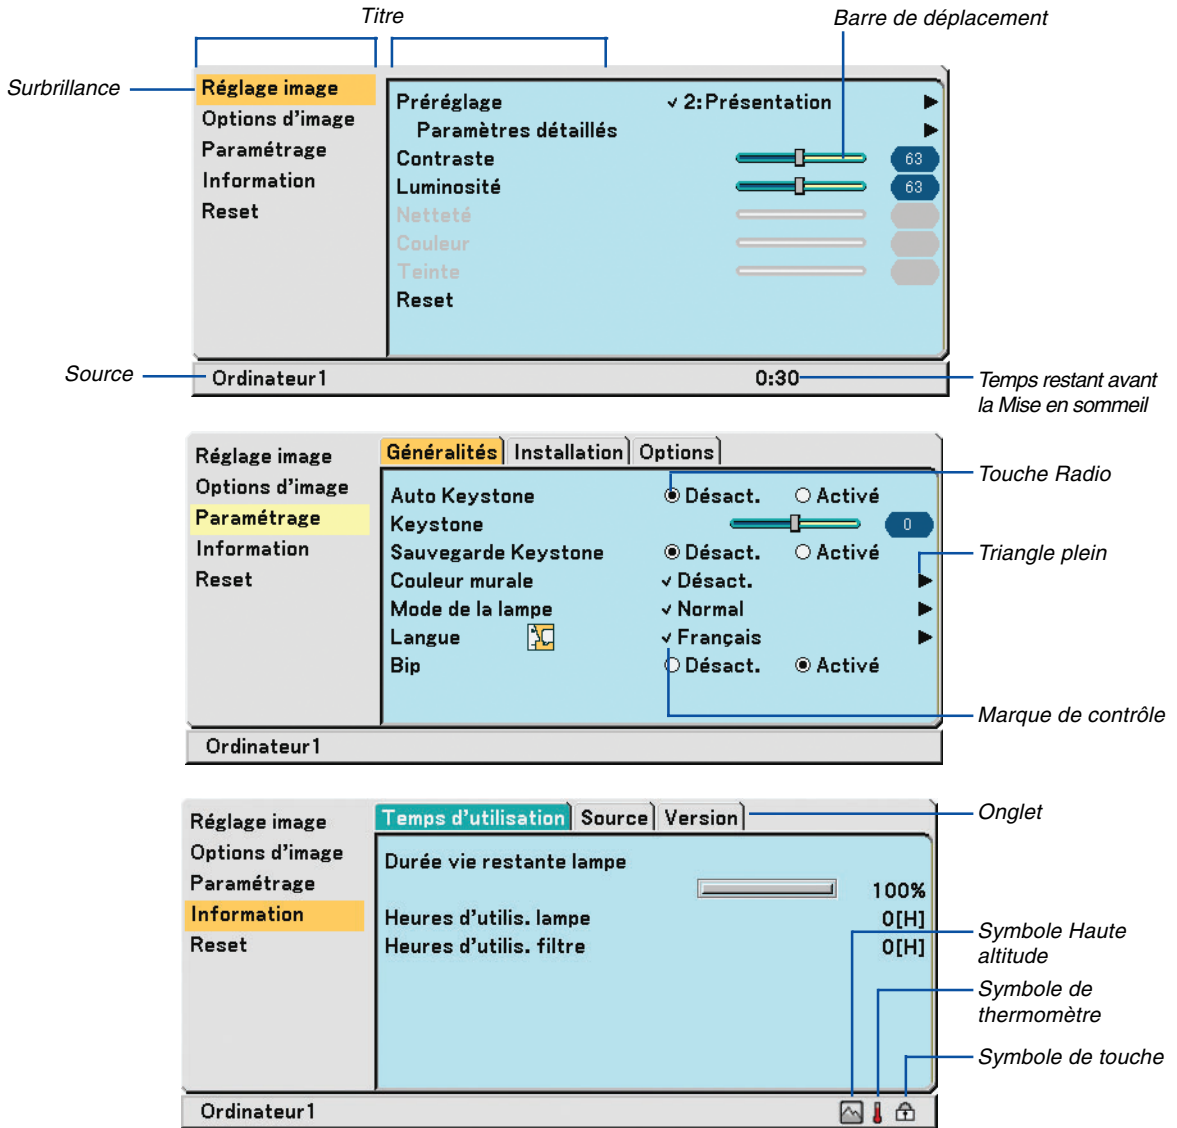 Titre
Barre de déplacement
Surbrillance
Réglage image
Options d'image
Paramétrage
Information
Reset
Préréglage 2:Présentation
Paramètres détaillés
Contraste 63
Luminosité 63
Netteté
Couleur
Teinte
Reset
Source
Ordinateur1 0:30
Temps restant avant
la Mise en sommeil
Réglage image
Options d'image
Paramétrage
Information
Reset
Généralités Installation Options
Auto Keystone Désact. Activé
Keystone 0
Sauvegarde Keystone Désact. Activé
Couleur murale Désact.
Mode de la lampe Normal
Langue Français
Bip Désact. Activé
Touche Radio
Triangle plein
Marque de contrôle
Ordinateur1
Réglage image
Options d'image
Paramétrage
Information
Reset
Temps d'utilisation Source Version
Onglet
Durée vie restante lampe
100%
Heures d'utilis. lampe 0[H]
Heures d'utilis. filtre 0[H]
Symbole Haute
altitude
Symbole de
thermomètre
Symbole de touche
Ordinateur1